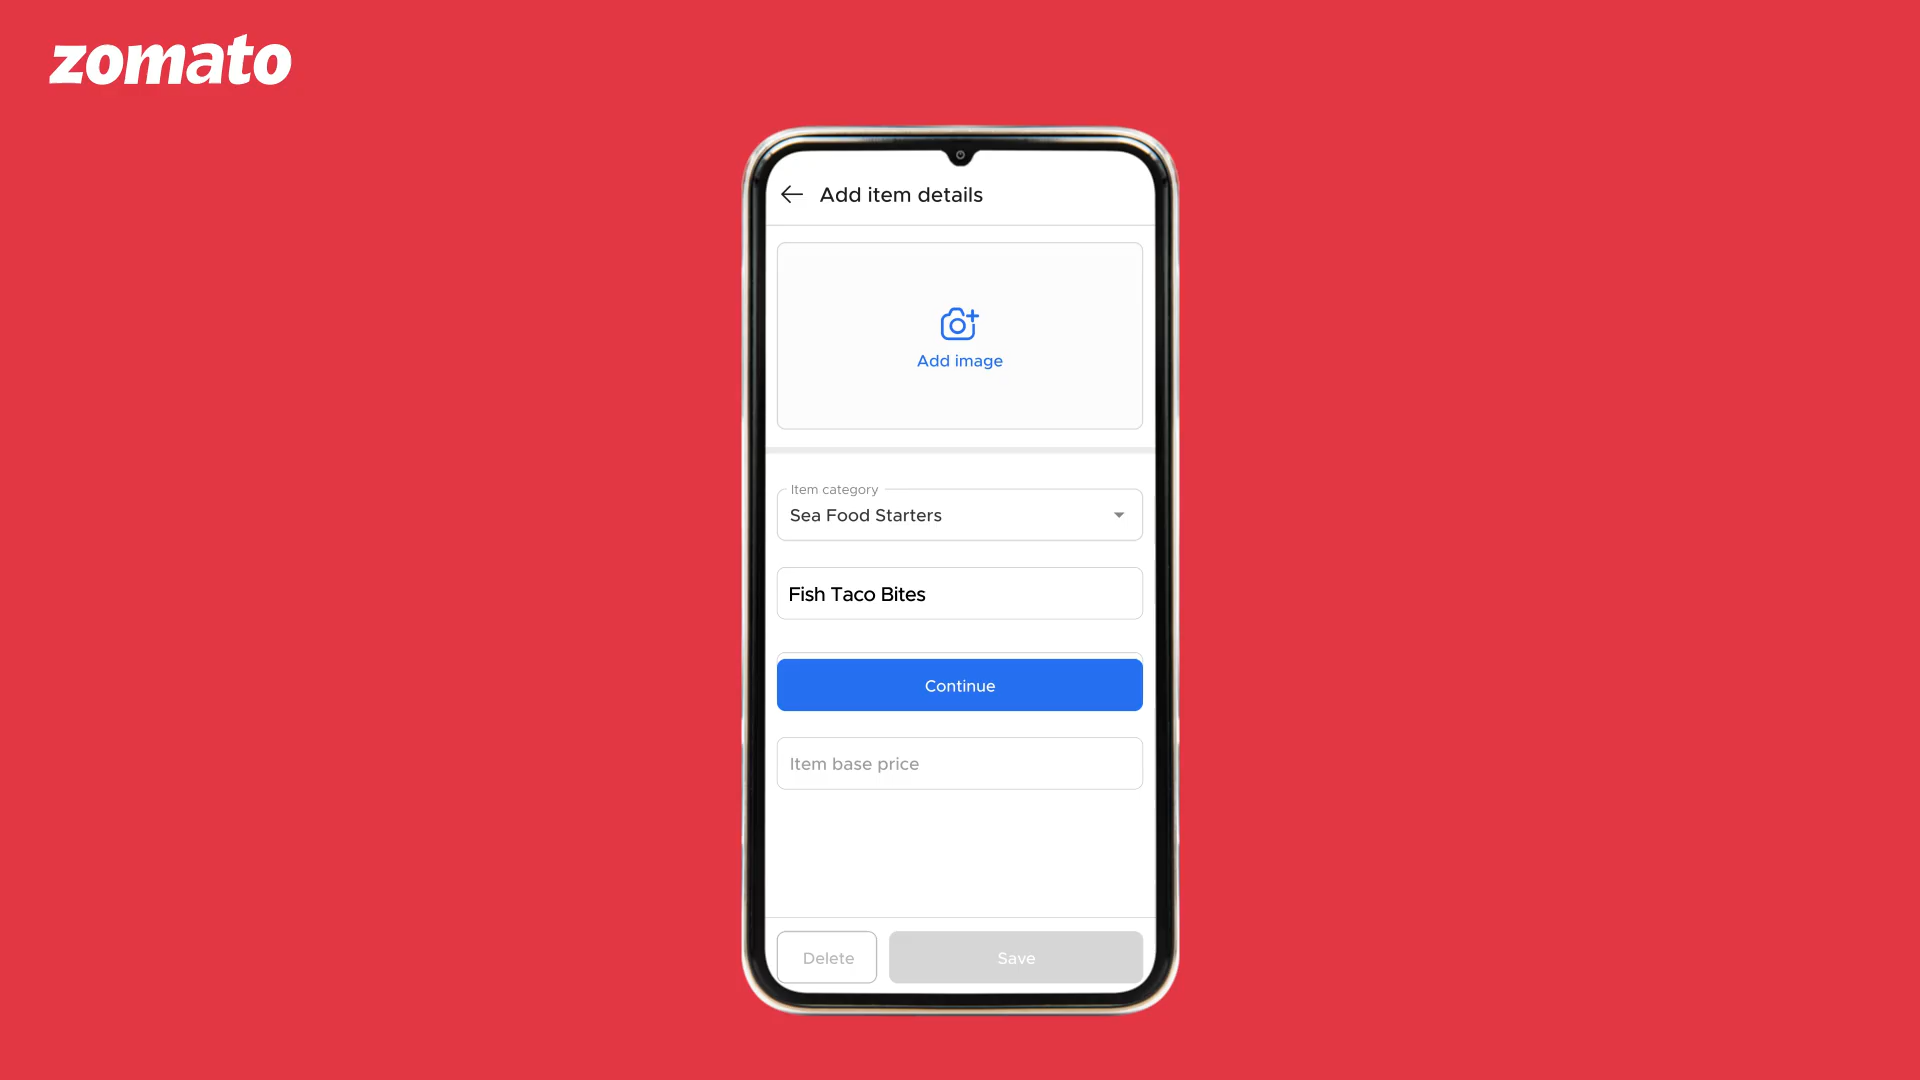 zomato
Add item details
Add image
Item category
Sea Food Starters
Fish Taco Bites
Continue
Item base price
Delete
Save